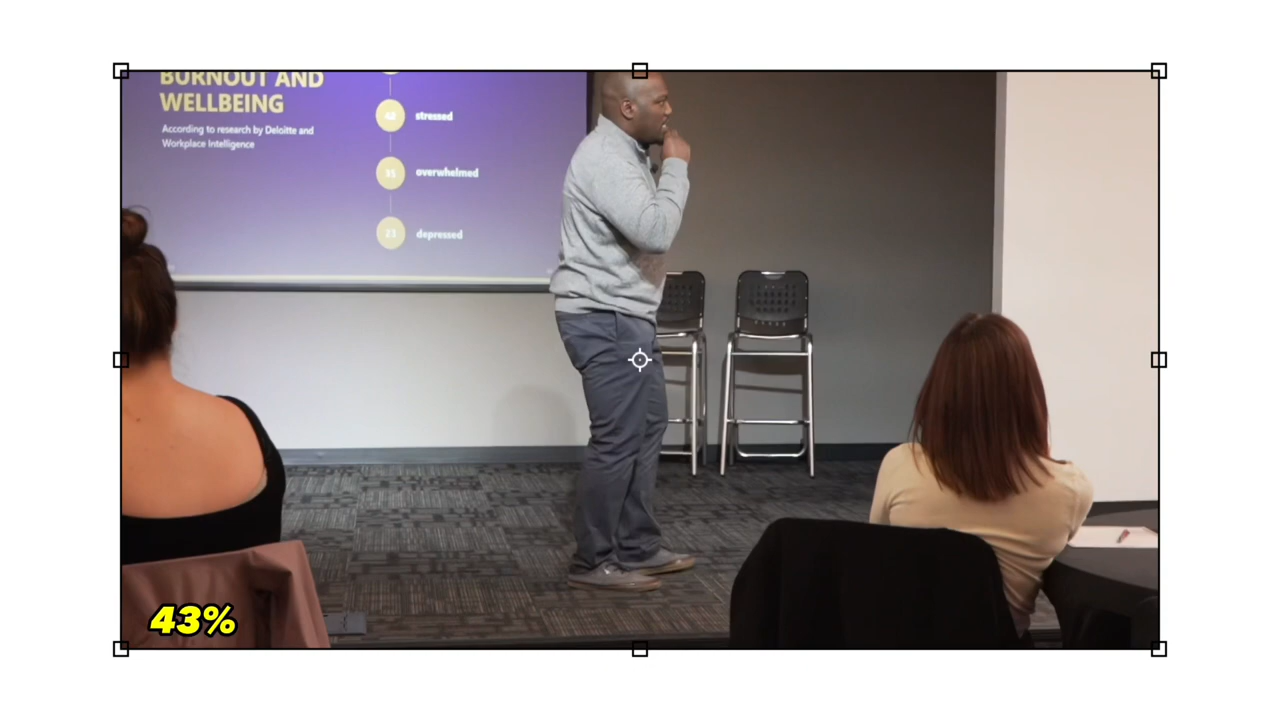 BURNOUT AND
WELLBEING
According to research by Deloitte and
Workplace Intelligence
stressed
overwhelmed
depressed
43%